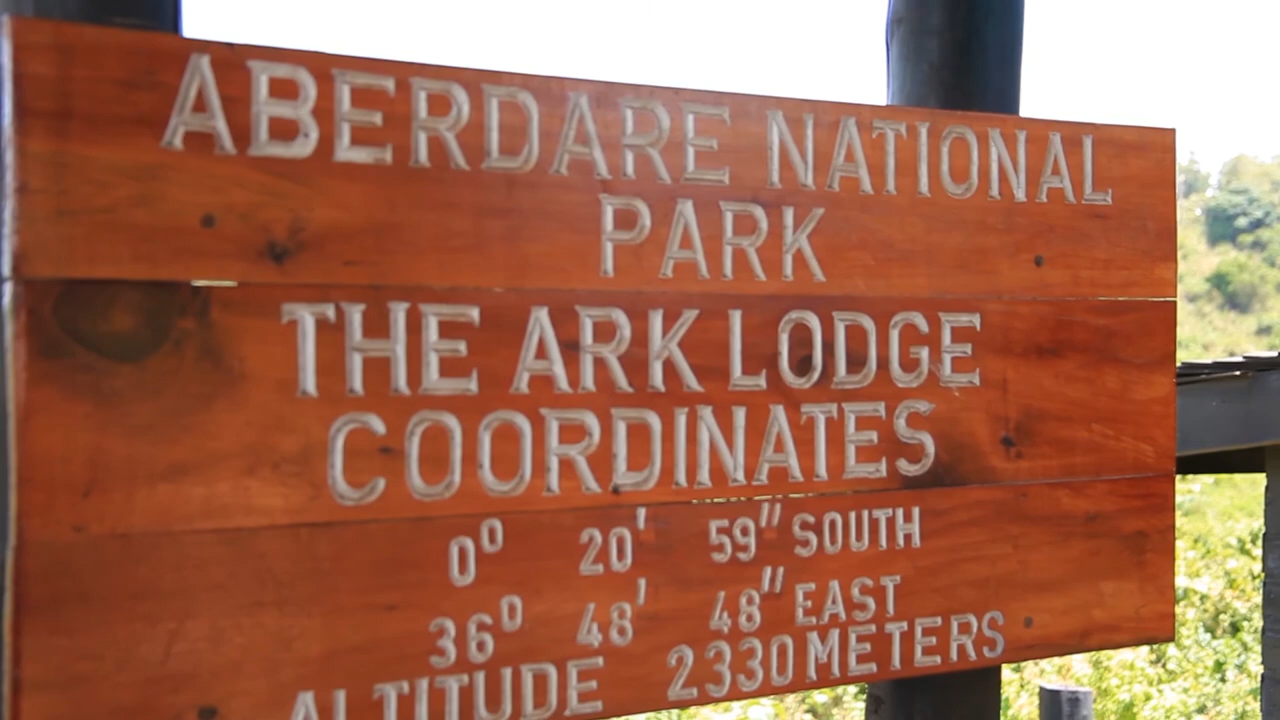 ABERDARE NATIONAL
PARK
THE ARK LODGE
COORDINATES
0° 20' 59" SOUTH
36° 48' 48" EAST
ALTITUDE 2330 METERS